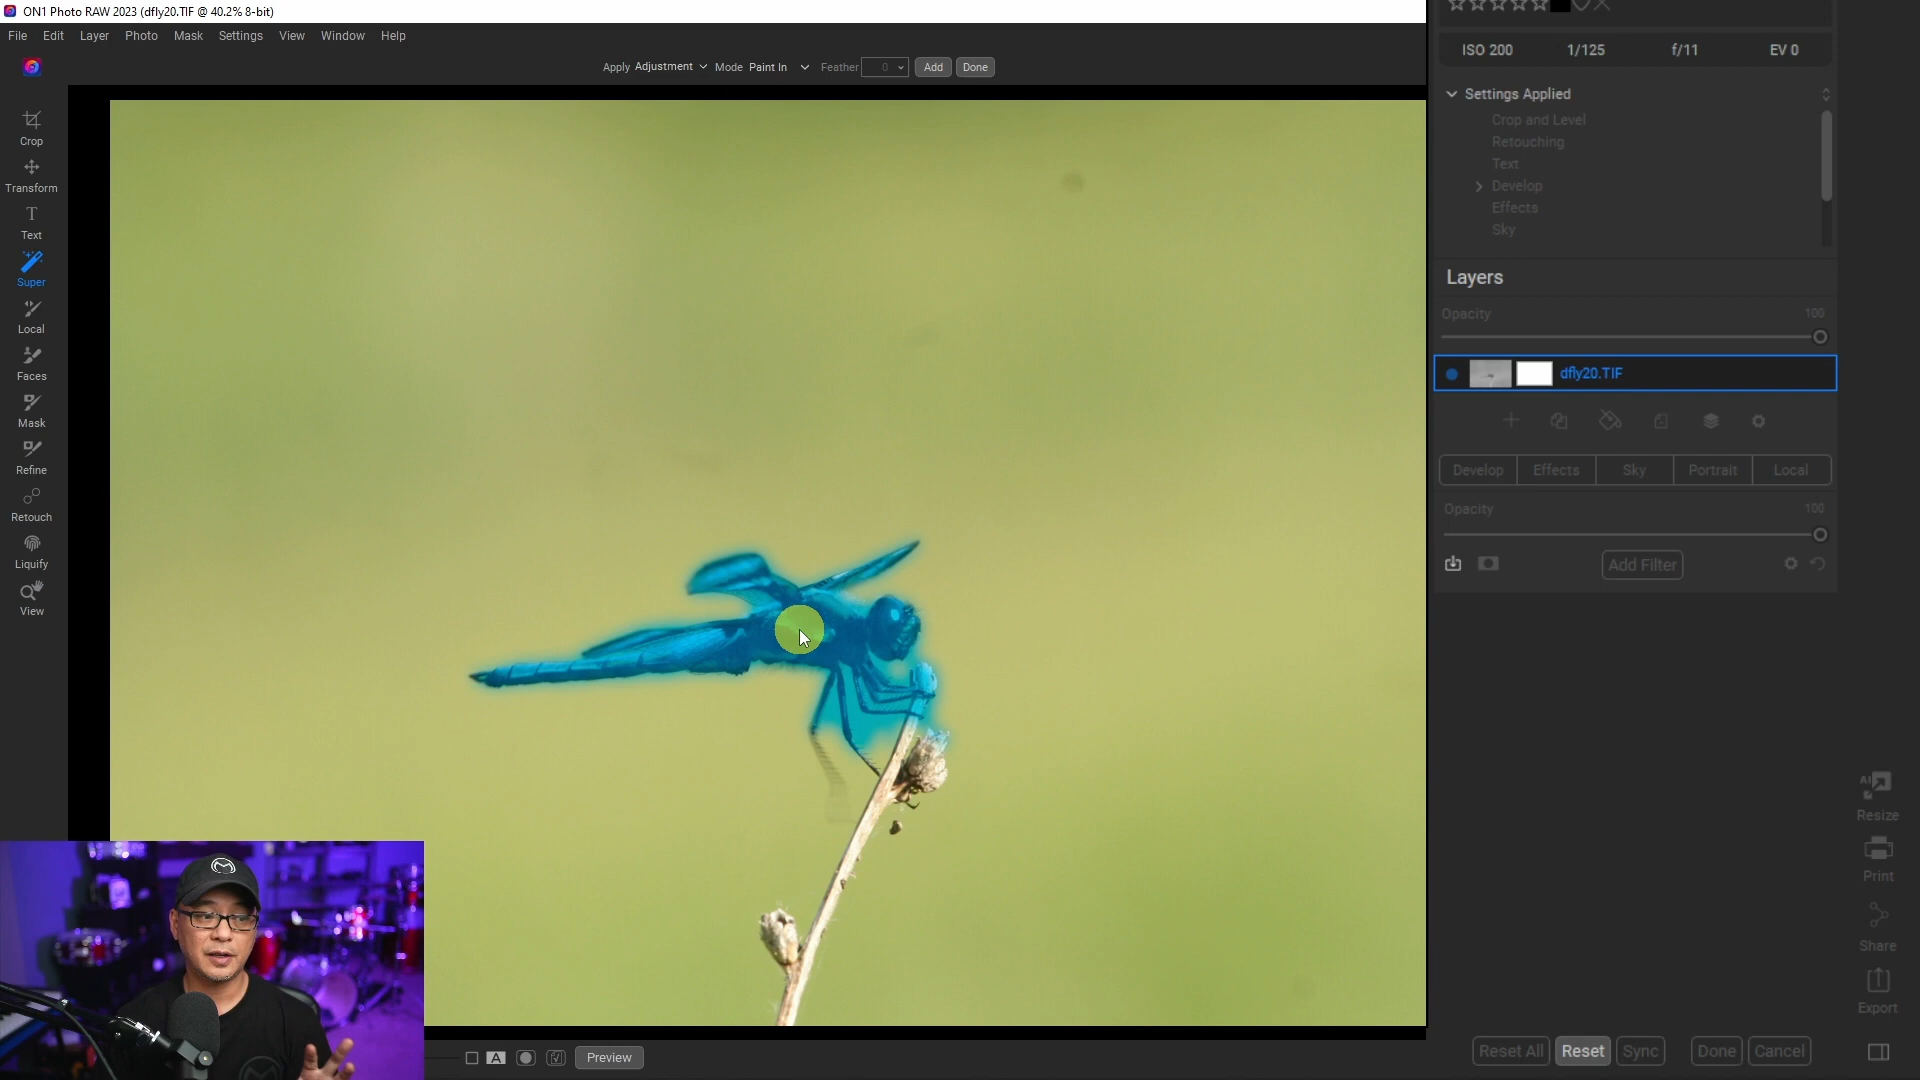 ON1 Photo RAW 2023 (dfly20.TIF @ 40.2% 8-bit)
File Edit Layer Photo Mask Settings View Window Help
Apply Adjustment Mode Paint In Feather 0 Add Done
Crop
Transform
Text
Super
Local
Faces
Mask
Refine
Retouch
Liquify
View
A
Preview
ISO 200 1/125 f/11 EV 0
Settings Applied
Crop and Level
Retouching
Text
Develop
Effects
Sky
Layers
Opacity 100
dfly20.TIF
Develop Effects Sky Portrait Local
Opacity 100
Add Filter
AI
Resize
Print
Share
Export
Reset All Reset Sync Done Cancel